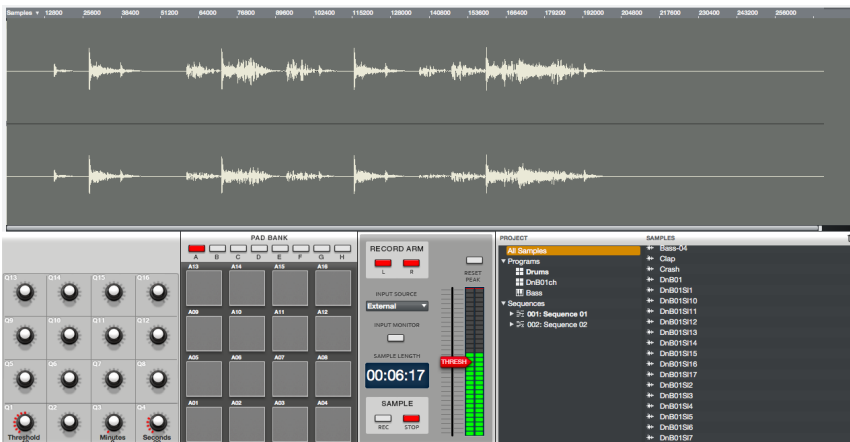 Samples ▾ 12800 25600 38400 51200 64000 76800 89600 102400 115200 128000 140800 153600 166400 179200 192000 204800 217600 230400 243200 256000
PAD BANK
A B C D E F G H
Q13 Q14 Q15 Q16
Q9 Q10 Q11 Q12
Q5 Q6 Q7 Q8
Q1 Q2 Q3 Q4
Threshold Minutes Seconds
A13 A14 A15 A16
A09 A10 A11 A12
A05 A06 A07 A08
A01 A02 A03 A04
RECORD ARM
L R
INPUT SOURCE
External
INPUT MONITOR
SAMPLE LENGTH
00:06:17
SAMPLE
REC STOP
RESET
PEAK
THRESH
PROJECT
All Samples
Programs
Drums
DnB01ch
Bass
Sequences
001: Sequence 01
002: Sequence 02
SAMPLES
Bass-04
Clap
Crash
DnB01
DnB01Sl1
DnB01Sl10
DnB01Sl11
DnB01Sl12
DnB01Sl13
DnB01Sl14
DnB01Sl15
DnB01Sl16
DnB01Sl17
DnB01Sl2
DnB01Sl3
DnB01Sl4
DnB01Sl5
DnB01Sl6
DnB01Sl7